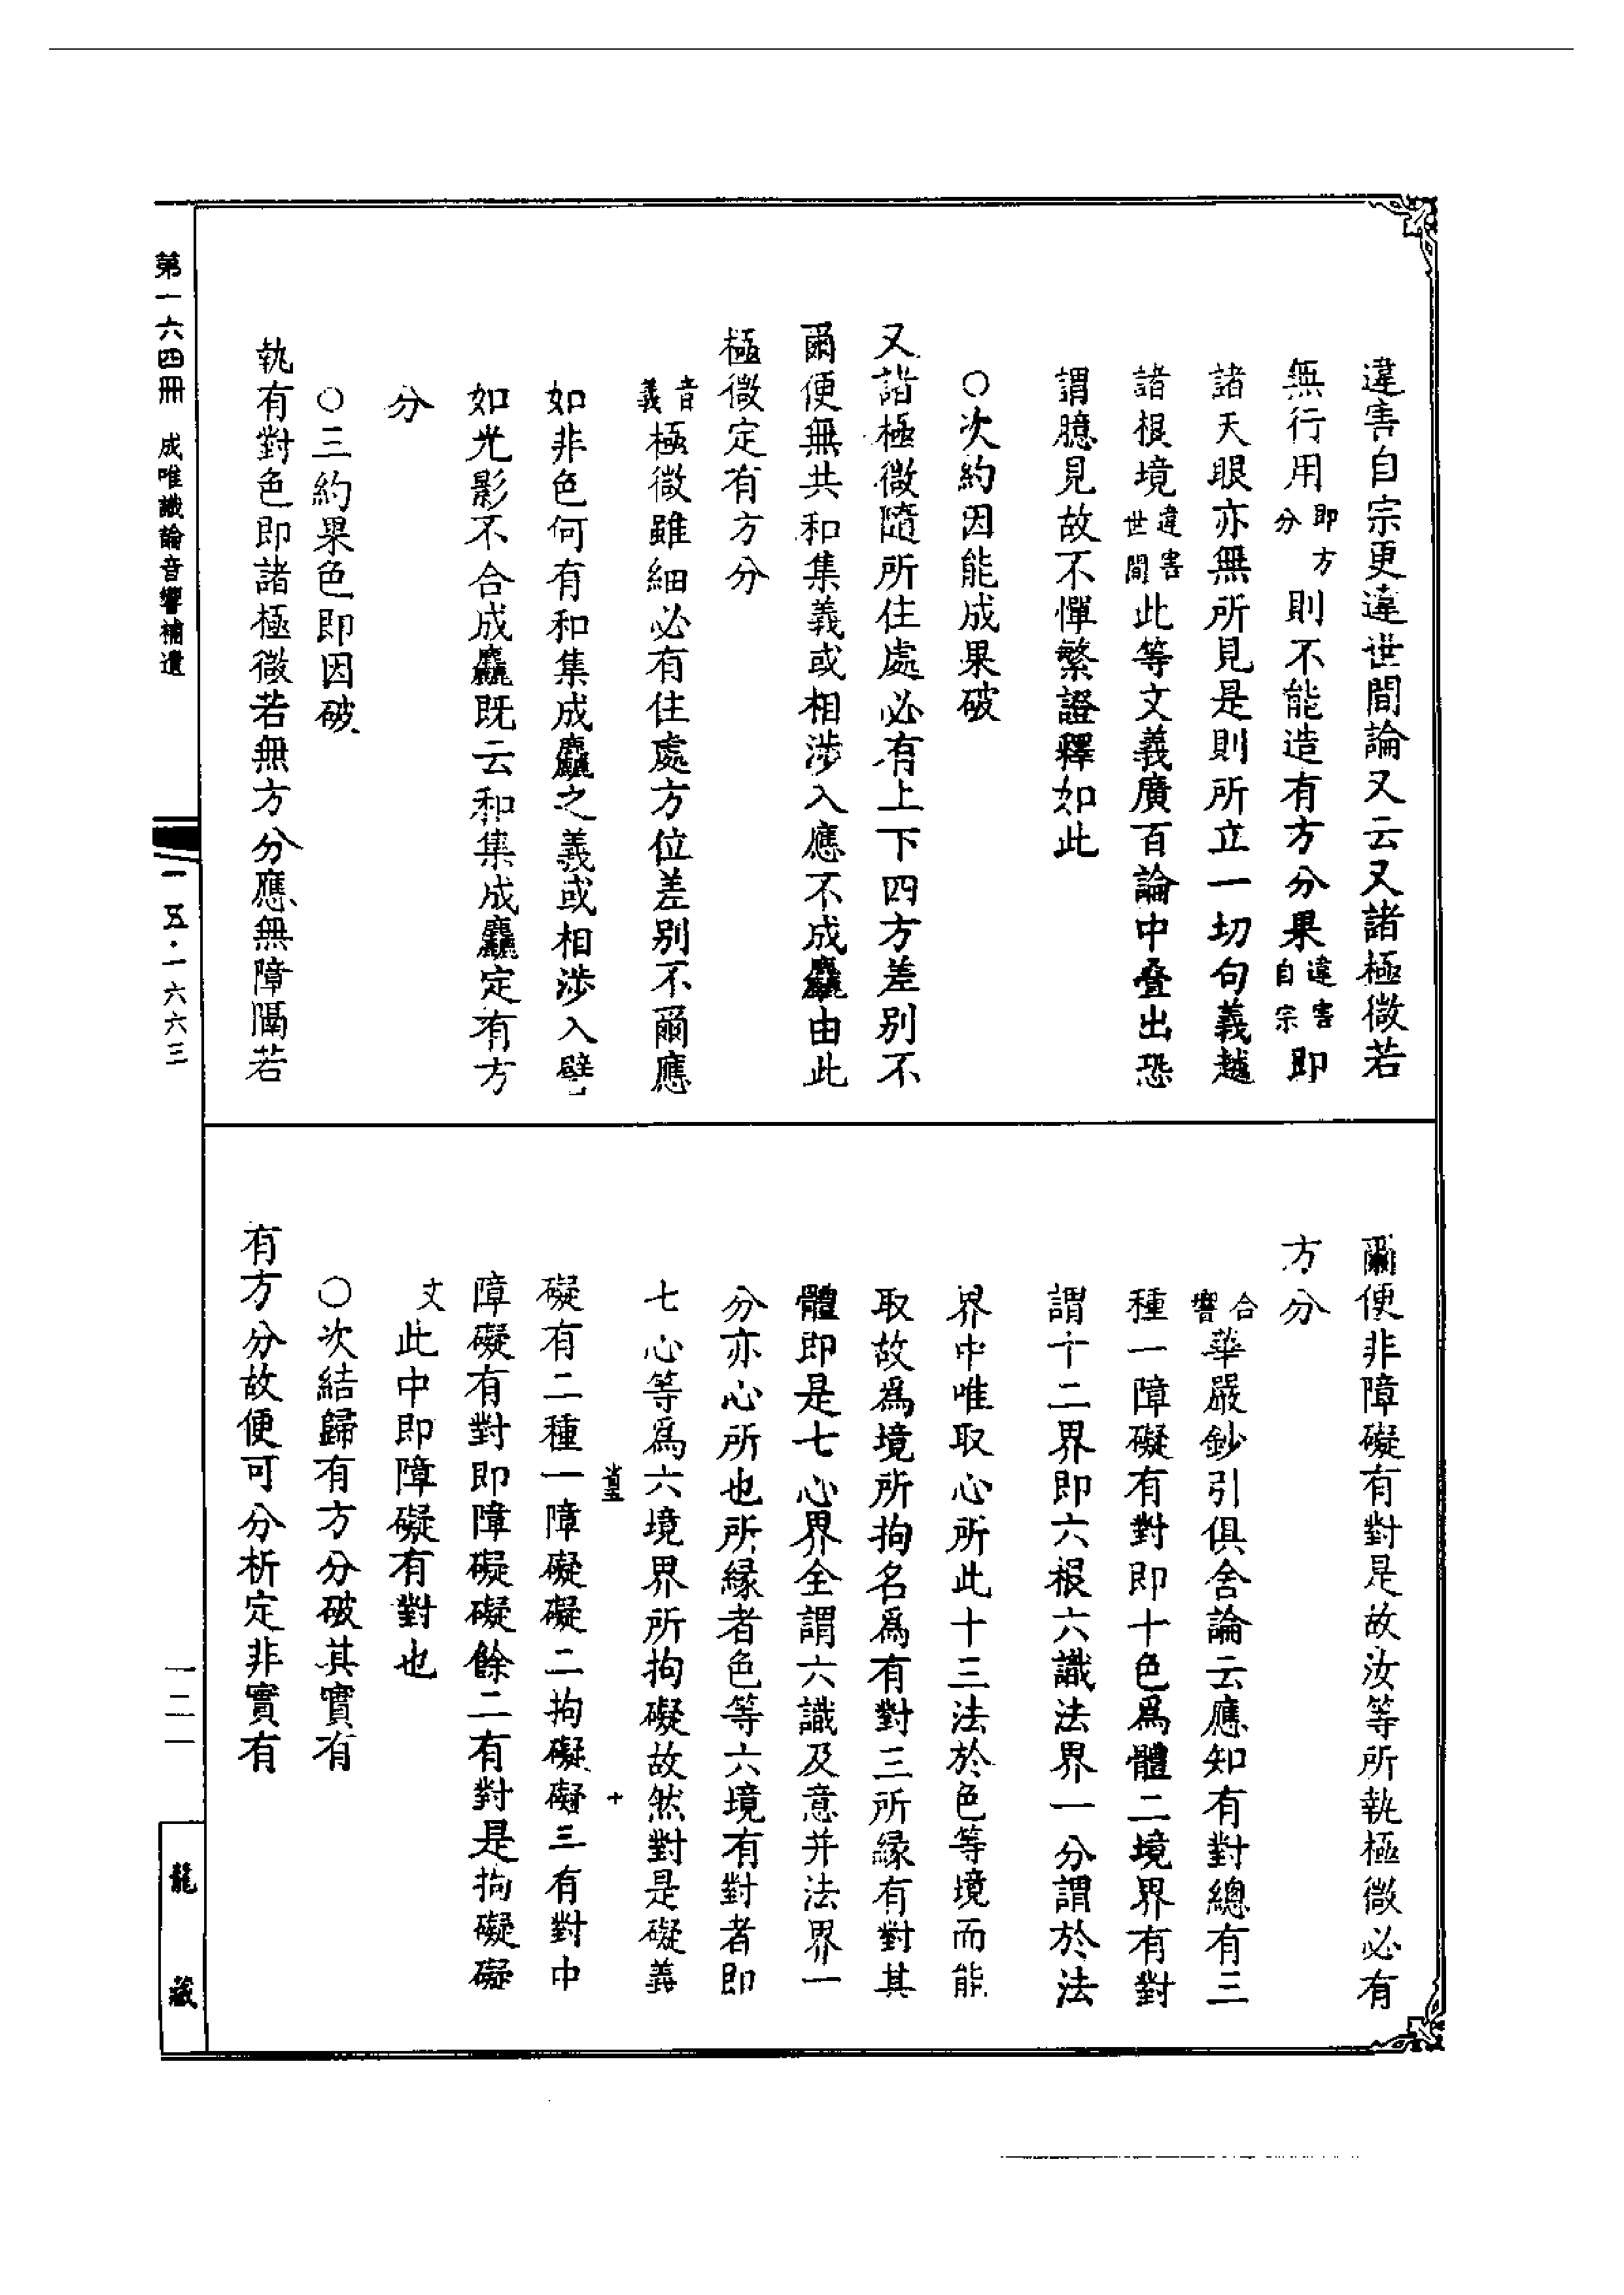 違害自宗更違世間論又云又諸極微若
無行用即方分則不能造有方分果違害自宗即
諸天眼亦無所見是則所立一切句義越
諸根境違害世間此等文義廣百論中疊出恐
謂臆見故不憚繁證釋如此
○次約因能成果破
又諸極微隨所住處必有上下四方差別不
爾便無共和集義或相涉入應不成麤由此
極微定有方分
音義極微雖細必有住處方位差別不爾應
如非色何有和集成麤之義或相涉入譬
如光影不合成麤既云和集成麤定有方
分
○三約果色即因破
執有對色即諸極微若無方分應無障隔若
爾便非障礙有對是故汝等所執極微必有
方分
合響華嚴鈔引俱舍論云應知有對總有三
種一障礙有對即十色為體二境界有對
謂十二界即六根六識法界一分謂於法
界中唯取心所此十三法於色等境而能
取故為境所拘名為有對三所緣有對其
體即是七心界全謂六識及意并法界一
分亦心所也所緣者色等六境有對者即
七心等為六境界所拘礙故然對是礙義
礙有二種一障礙礙二拘礙礙三有對中
障礙有對即障礙礙餘二有對是拘礙礙
文此中即障礙有對也
○次結歸有方分破其實有
有方分故便可分析定非實有
第一六四冊 成唯識論音響補遺
一五·一六六三
一二一
龍藏